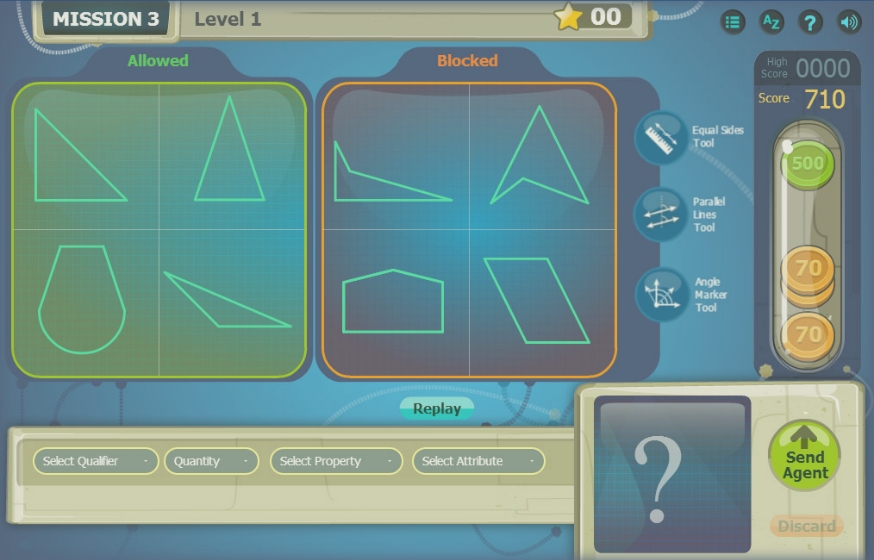 MISSION 3
Level 1
00
AZ
?
Allowed
Blocked
High
Score
0000
Score
710
Equal Sides
Tool
Parallel
Lines
Tool
Angle
Marker
Tool
500
70
70
Replay
Select Qualifier
Quantity
Select Property
Select Attribute
?
Send
Agent
Discard